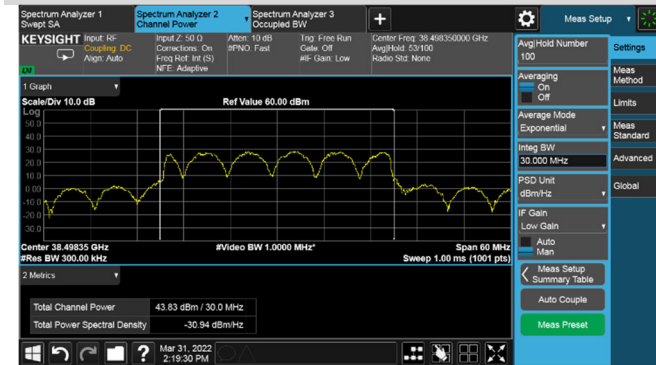 Spectrum Analyzer 1
Swept SA
Spectrum Analyzer 2
Channel Power
Spectrum Analyzer 3
Occupied BW
+
Meas Setup
KEYSIGHT
Input: RF
Coupling: DC
Align: Auto
Input Z: 50 Ω
Corrections: On
Freq Ref: Int (S)
NFE: Adaptive
Atten: 10 dB
#PNO: Fast
Trig: Free Run
Gate: Off
#IF Gain: Low
Center Freq: 38.498350000 GHz
Avg|Hold: 53/100
Radio Std: None
LXI
1 Graph
Scale/Div 10.0 dB
Ref Value 60.00 dBm
Log
50.0
40.0
30.0
20.0
10.0
0.00
-10.0
-20.0
-30.0
Center 38.49835 GHz
#Res BW 300.00 kHz
#Video BW 1.0000 MHz*
Span 60 MHz
Sweep 1.00 ms (1001 pts)
2 Metrics
Total Channel Power 43.83 dBm / 30.0 MHz
Total Power Spectral Density -30.94 dBm/Hz
?
Mar 31, 2022
2:19:30 PM
Avg|Hold Number
100
Averaging
On
Off
Average Mode
Exponential
Integ BW
30.000 MHz
PSD Unit
dBm/Hz
IF Gain
Low Gain
Auto
Man
Meas Setup
Summary Table
Auto Couple
Meas Preset
Settings
Meas
Method
Limits
Meas
Standard
Advanced
Global